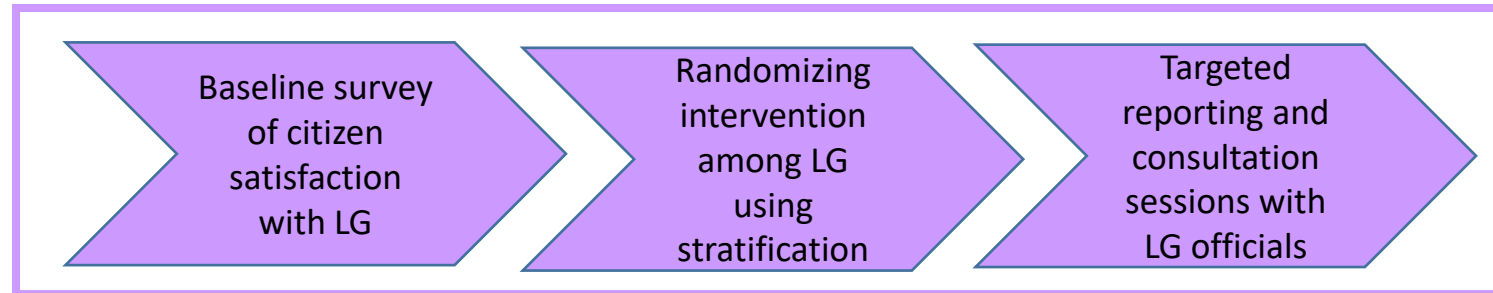 Baseline survey
of citizen
satisfaction
with LG
Randomizing
intervention
among LG
using
stratification
Targeted
reporting and
consultation
sessions with
LG officials